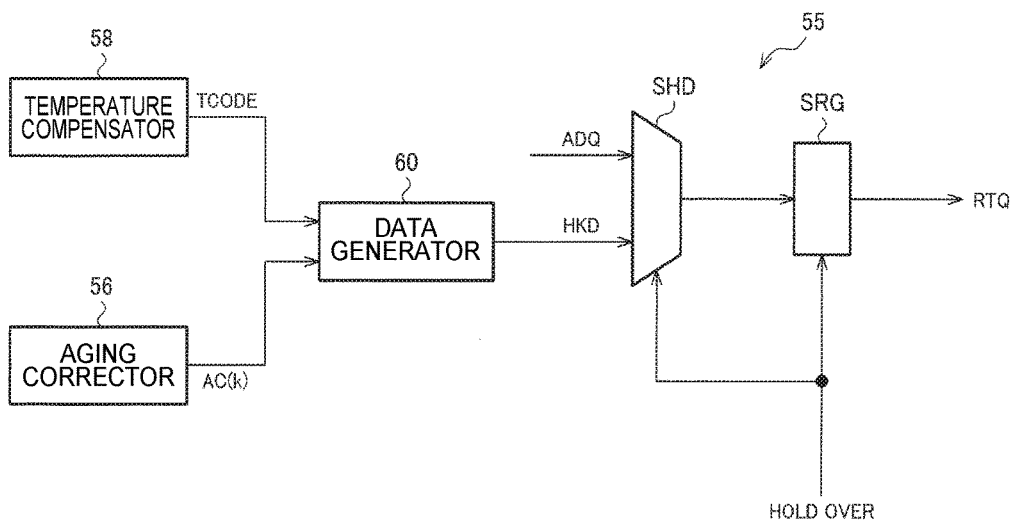 55
58
TEMPERATURE
COMPENSATOR
TCODE
SHD
SRG
ADQ
60
DATA
GENERATOR
HKD
RTQ
56
AGING
CORRECTOR
AC(k)
HOLD OVER